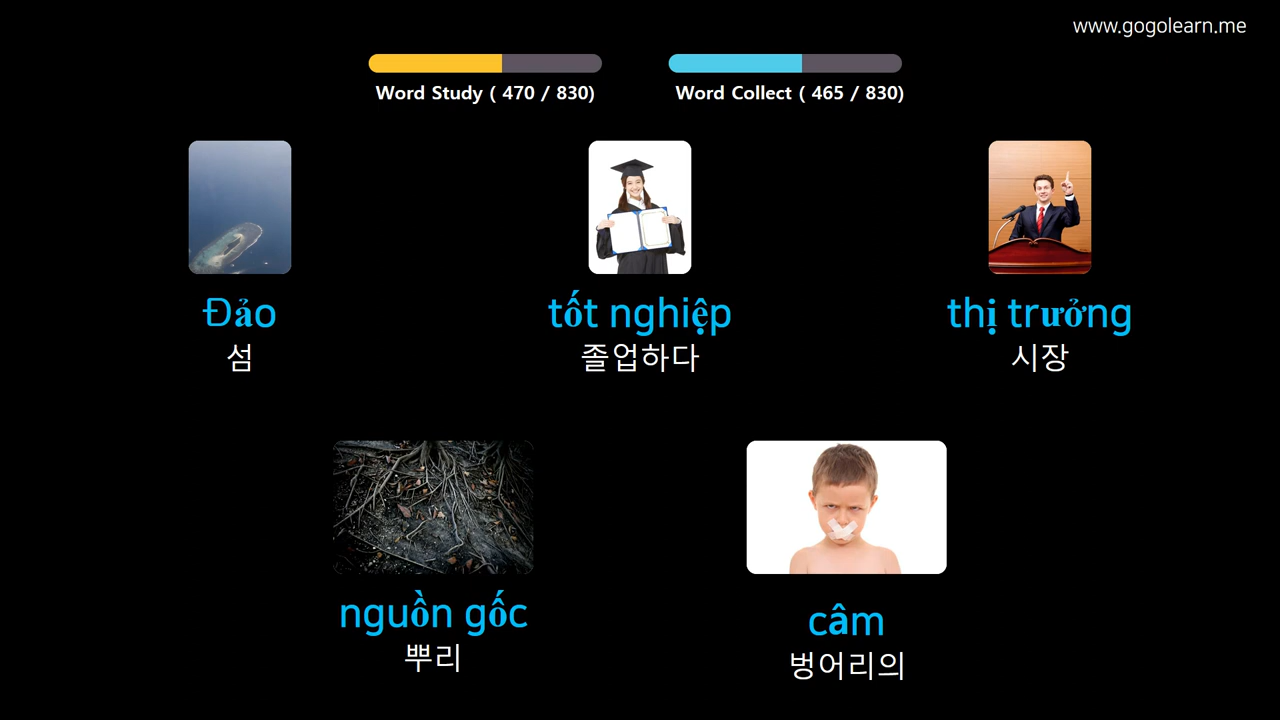 www.gogolearn.me
Word Study ( 470 / 830)
Word Collect ( 465 / 830)
Đảo
섬
tốt nghiệp
졸업하다
thị trưởng
시장
nguồn gốc
뿌리
câm
벙어리의